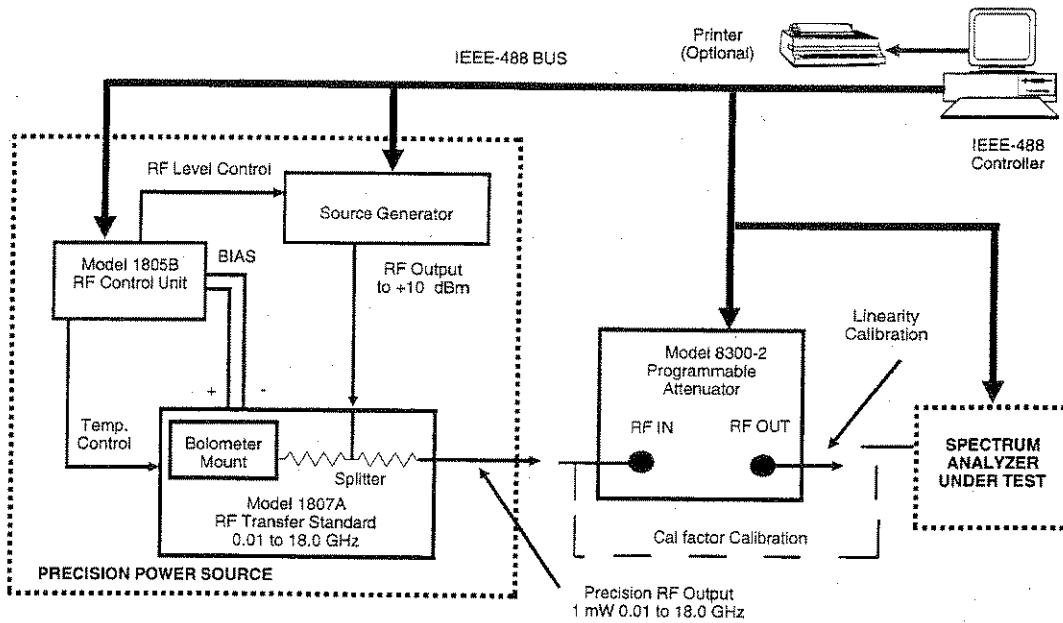 Printer
(Optional)
IEEE-488 BUS
IEEE-488
Controller
RF Level Control
Source Generator
Model 1805B
RF Control Unit
BIAS
RF Output
to +10 dBm
Linearity
Calibration
Model 8300-2
Programmable
Attenuator
+ -
Temp.
Control
Bolometer
Mount
Splitter
RF IN
RF OUT
SPECTRUM
ANALYZER
UNDER TEST
Model 1807A
RF Transfer Standard
0.01 to 18.0 GHz
Cal factor Calibration
PRECISION POWER SOURCE
Precision RF Output
1 mW 0.01 to 18.0 GHz